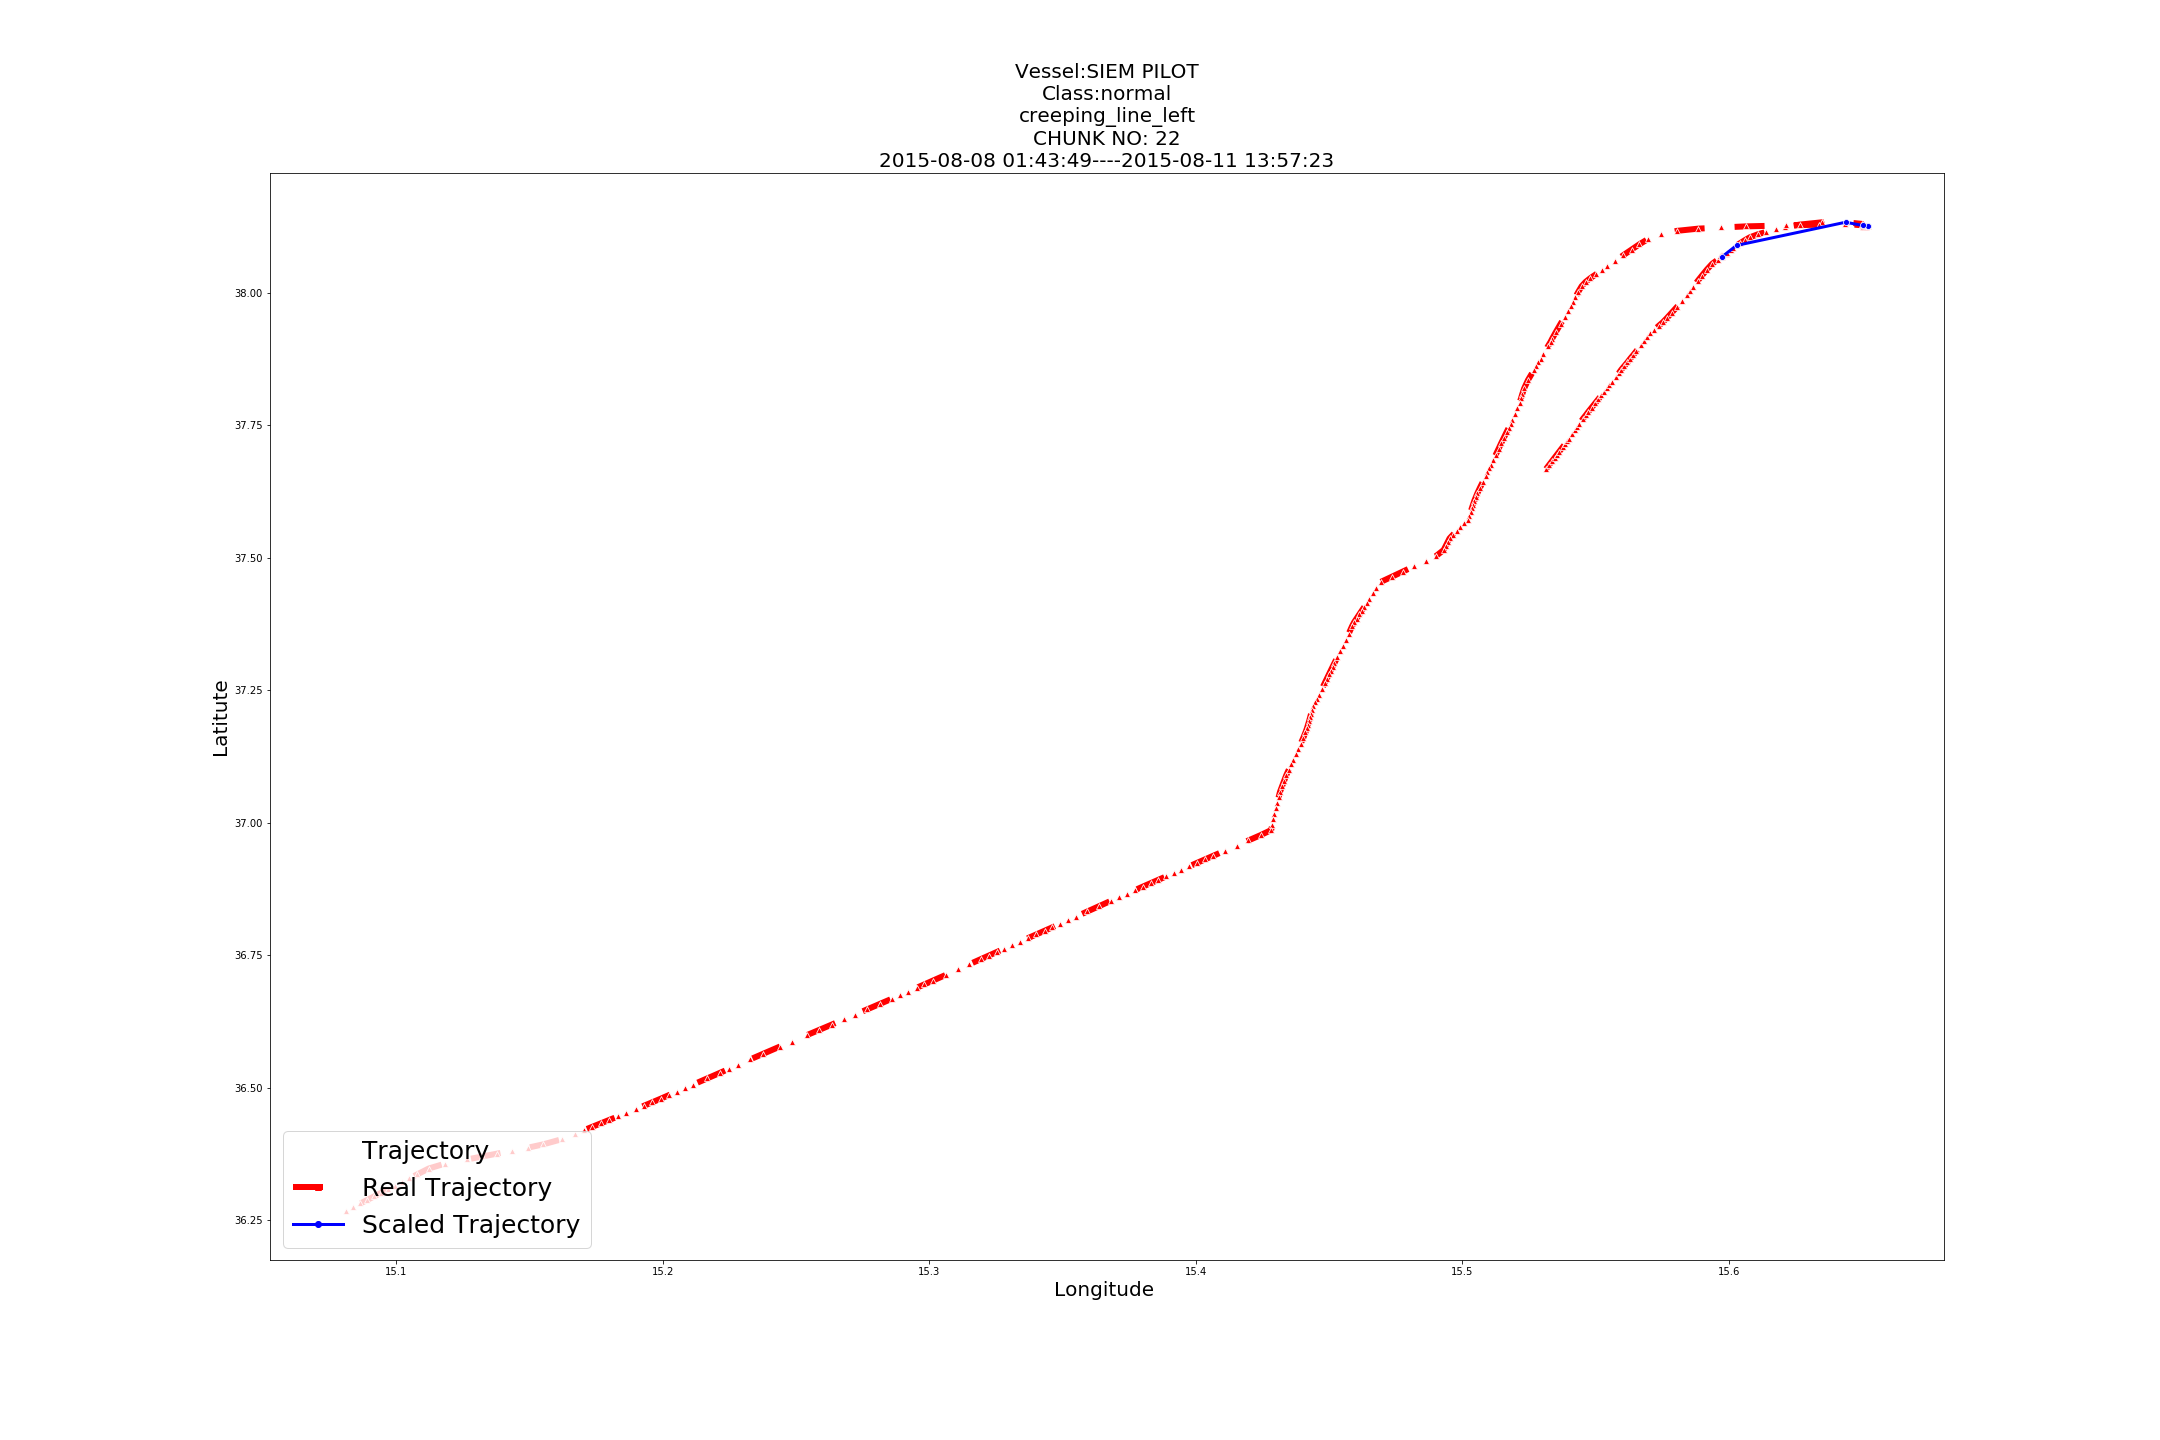 Vessel:SIEM PILOT
Class:normal
creeping_line_left
CHUNK NO: 22
2015-08-08 01:43:49----2015-08-11 13:57:23
38.00
37.75
37.50
37.25
37.00
36.75
36.50
36.25
Latitude
Trajectory
Real Trajectory
Scaled Trajectory
15.1
15.2
15.3
15.4
15.5
15.6
Longitude